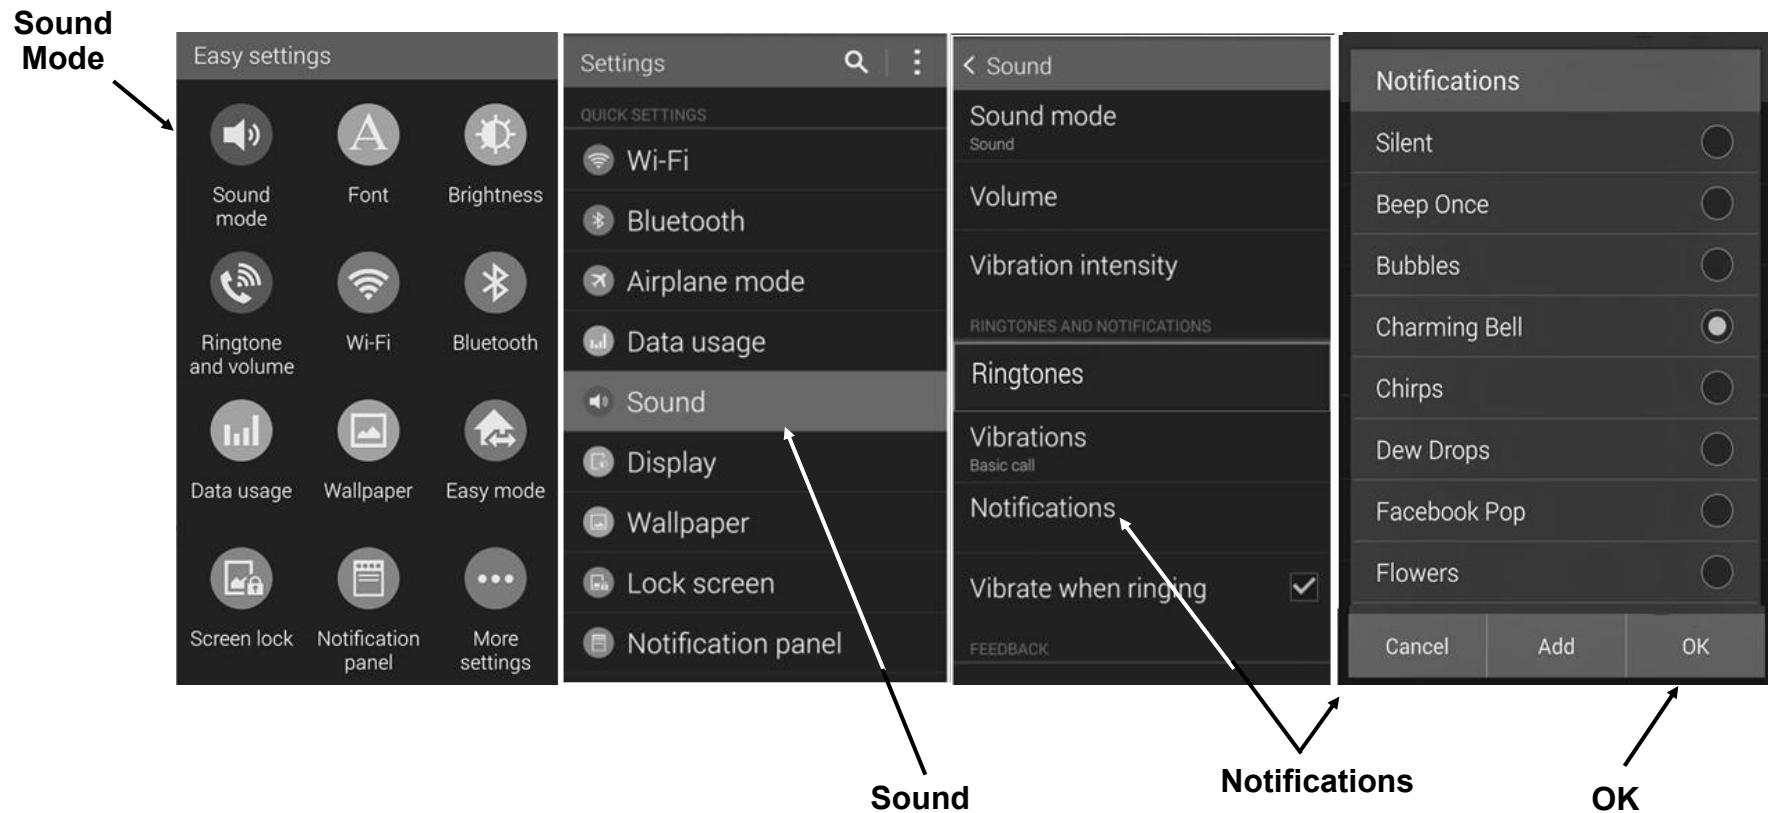 Sound
Mode
Easy settings
Sound
mode
Font
Brightness
Ringtone
and volume
Wi-Fi
Bluetooth
Data usage
Wallpaper
Easy mode
Screen lock
Notification
panel
More
settings
Settings
QUICK SETTINGS
Wi-Fi
Bluetooth
Airplane mode
Data usage
Sound
Display
Wallpaper
Lock screen
Notification panel
< Sound
Sound mode
Sound
Volume
Vibration intensity
RINGTONES AND NOTIFICATIONS
Ringtones
Vibrations
Basic call
Notifications
Vibrate when ringing
FEEDBACK
Notifications
Silent
Beep Once
Bubbles
Charming Bell
Chirps
Dew Drops
Facebook Pop
Flowers
Cancel Add OK
Sound
Notifications
OK